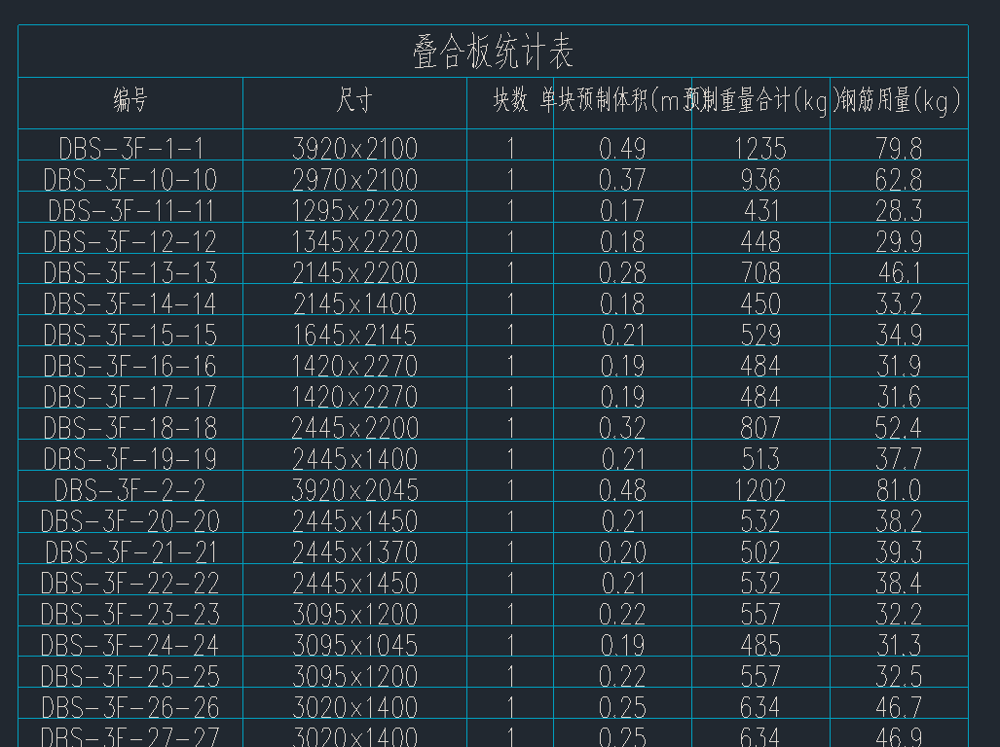 叠合板统计表
编号 尺寸 块数 单块预制体积(m 预制重量合计(kg) 钢筋用量(kg)
DBS-3F-1-1 3920x2100 1 0.49 1235 79.8
DBS-3F-10-10 2970x2100 1 0.37 936 62.8
DBS-3F-11-11 1295x2220 1 0.17 431 28.3
DBS-3F-12-12 1345x2220 1 0.18 448 29.9
DBS-3F-13-13 2145x2200 1 0.28 708 46.1
DBS-3F-14-14 2145x1400 1 0.18 450 33.2
DBS-3F-15-15 1645x2145 1 0.21 529 34.9
DBS-3F-16-16 1420x2270 1 0.19 484 31.9
DBS-3F-17-17 1420x2270 1 0.19 484 31.6
DBS-3F-18-18 2445x2200 1 0.32 807 52.4
DBS-3F-19-19 2445x1400 1 0.21 513 37.7
DBS-3F-2-2 3920x2045 1 0.48 1202 81.0
DBS-3F-20-20 2445x1450 1 0.21 532 38.2
DBS-3F-21-21 2445x1370 1 0.20 502 39.3
DBS-3F-22-22 2445x1450 1 0.21 532 38.4
DBS-3F-23-23 3095x1200 1 0.22 557 32.2
DBS-3F-24-24 3095x1045 1 0.19 485 31.3
DBS-3F-25-25 3095x1200 1 0.22 557 32.5
DBS-3F-26-26 3020x1400 1 0.25 634 46.7
DBS-3F-27-27 3020x1400 1 0.25 634 46.9